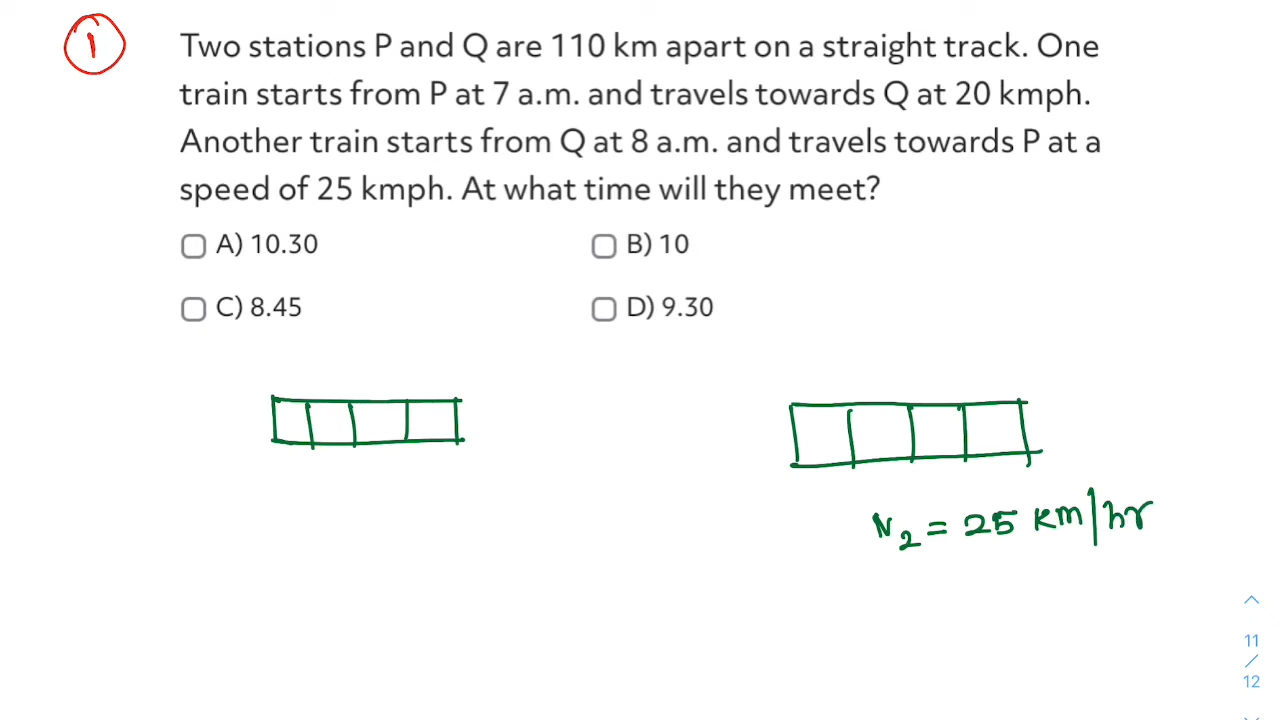 1
Two stations P and Q are 110 km apart on a straight track. One
train starts from P at 7 a.m. and travels towards Q at 20 kmph.
Another train starts from Q at 8 a.m. and travels towards P at a
speed of 25 kmph. At what time will they meet?
A) 10.30
B) 10
C) 8.45
D) 9.30
N2 = 25 km/hr
11
/
12